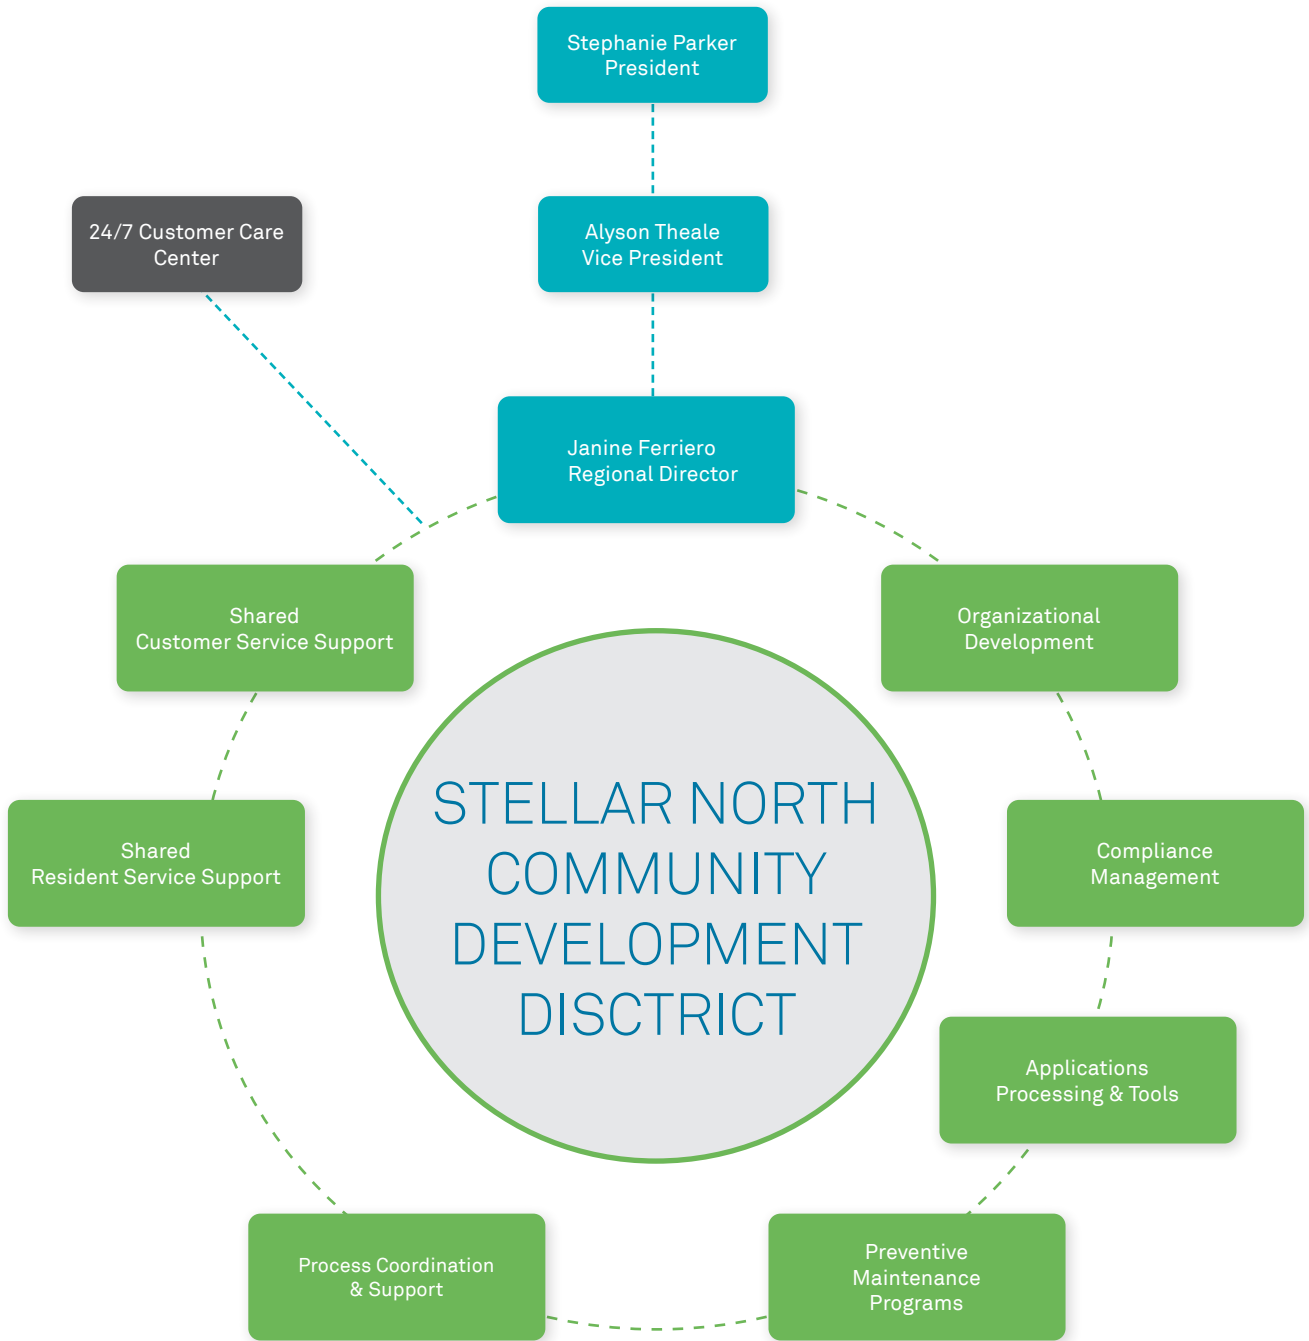 Stephanie Parker
President
24/7 Customer Care
Center
Alyson Theale
Vice President
Janine Ferriero
Regional Director
Shared
Customer Service Support
Organizational
Development
STELLAR NORTH
COMMUNITY
DEVELOPMENT
DISCTRICT
Shared
Resident Service Support
Compliance
Management
Applications
Processing & Tools
Process Coordination
& Support
Preventive
Maintenance
Programs